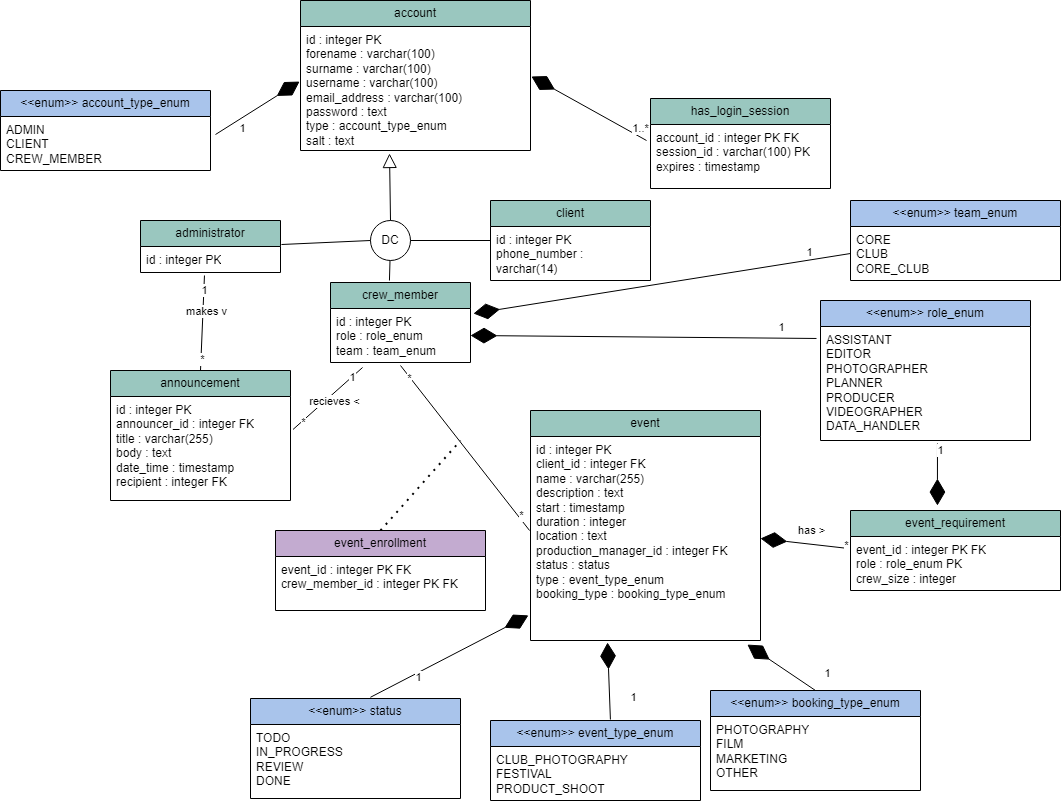 account
id : integer PK
forename : varchar(100)
surname : varchar(100)
username : varchar(100)
email_address : varchar(100)
password : text
type : account_type_enum
salt : text
<<enum>> account_type_enum
ADMIN
CLIENT
CREW_MEMBER
1
1..*
has_login_session
account_id : integer PK FK
session_id : varchar(100) PK
expires : timestamp
administrator
id : integer PK
DC
client
id : integer PK
phone_number :
varchar(14)
<<enum>> team_enum
CORE
CLUB
CORE_CLUB
1
crew_member
id : integer PK
role : role_enum
team : team_enum
1
makes v
*
1
<<enum>> role_enum
ASSISTANT
EDITOR
PHOTOGRAPHER
PLANNER
PRODUCER
VIDEOGRAPHER
DATA_HANDLER
announcement
id : integer PK
announcer_id : integer FK
title : varchar(255)
body : text
date_time : timestamp
recipient : integer FK
1
recieves <
*
*
*
event
id : integer PK
client_id : integer FK
name : varchar(255)
description : text
start : timestamp
duration : integer
location : text
production_manager_id : integer FK
status : status
type : event_type_enum
booking_type : booking_type_enum
1
has >
*
event_requirement
event_id : integer PK FK
role : role_enum PK
crew_size : integer
event_enrollment
event_id : integer PK FK
crew_member_id : integer PK FK
1
1
1
<<enum>> status
TODO
IN_PROGRESS
REVIEW
DONE
<<enum>> event_type_enum
CLUB_PHOTOGRAPHY
FESTIVAL
PRODUCT_SHOOT
<<enum>> booking_type_enum
PHOTOGRAPHY
FILM
MARKETING
OTHER